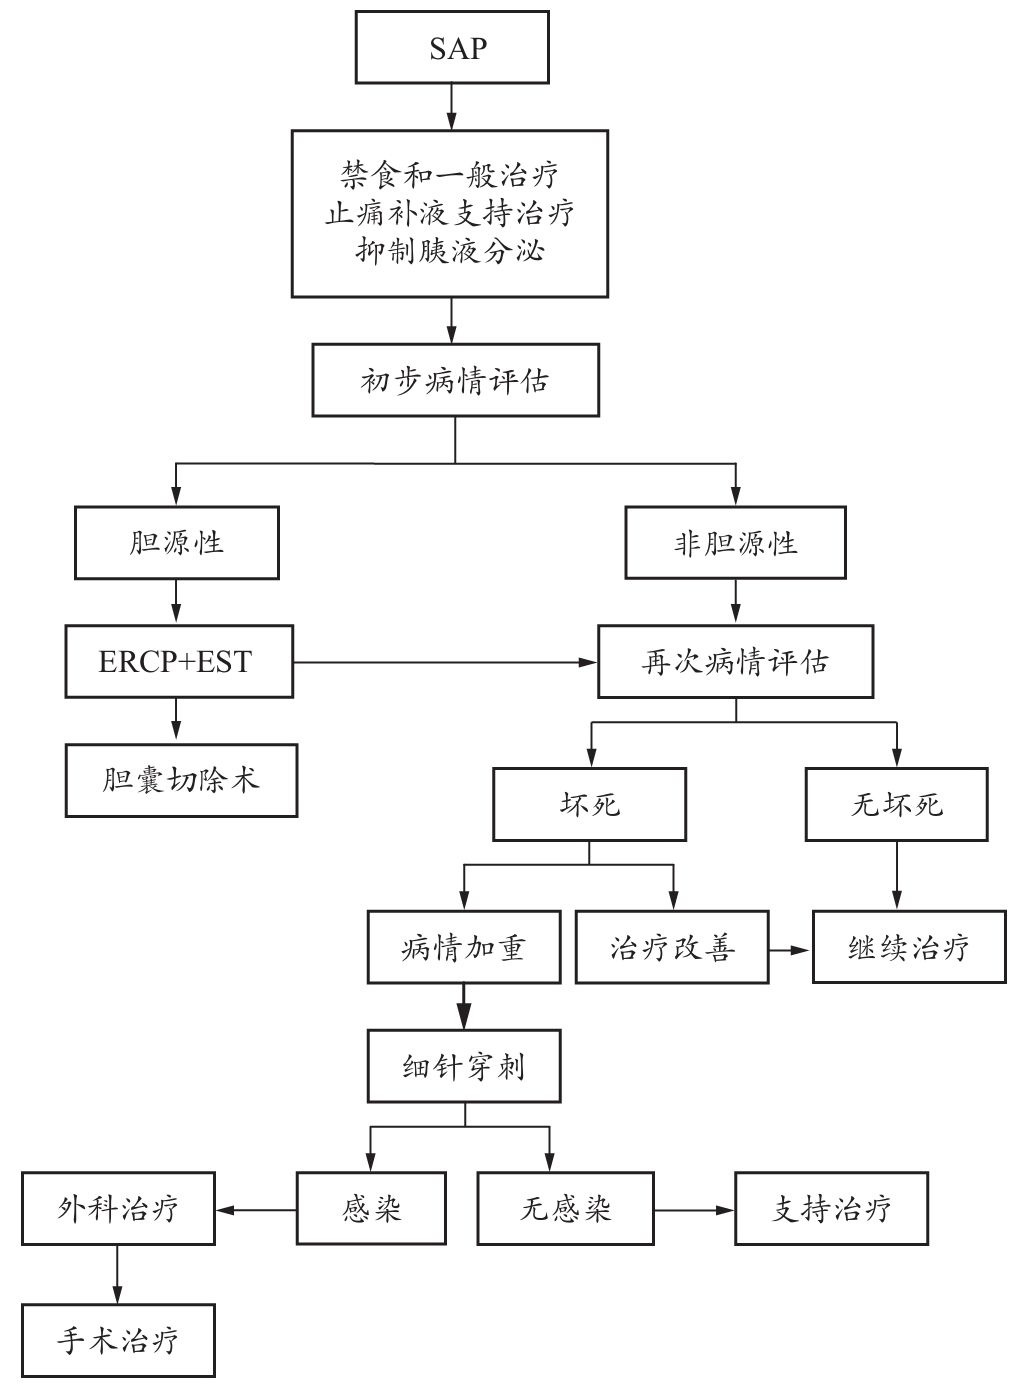 SAP
禁食和一般治疗
止痛补液支持治疗
抑制胰液分泌
初步病情评估
胆源性
非胆源性
ERCP+EST
再次病情评估
胆囊切除术
坏死
无坏死
病情加重
治疗改善
继续治疗
细针穿刺
外科治疗
感染
无感染
支持治疗
手术治疗